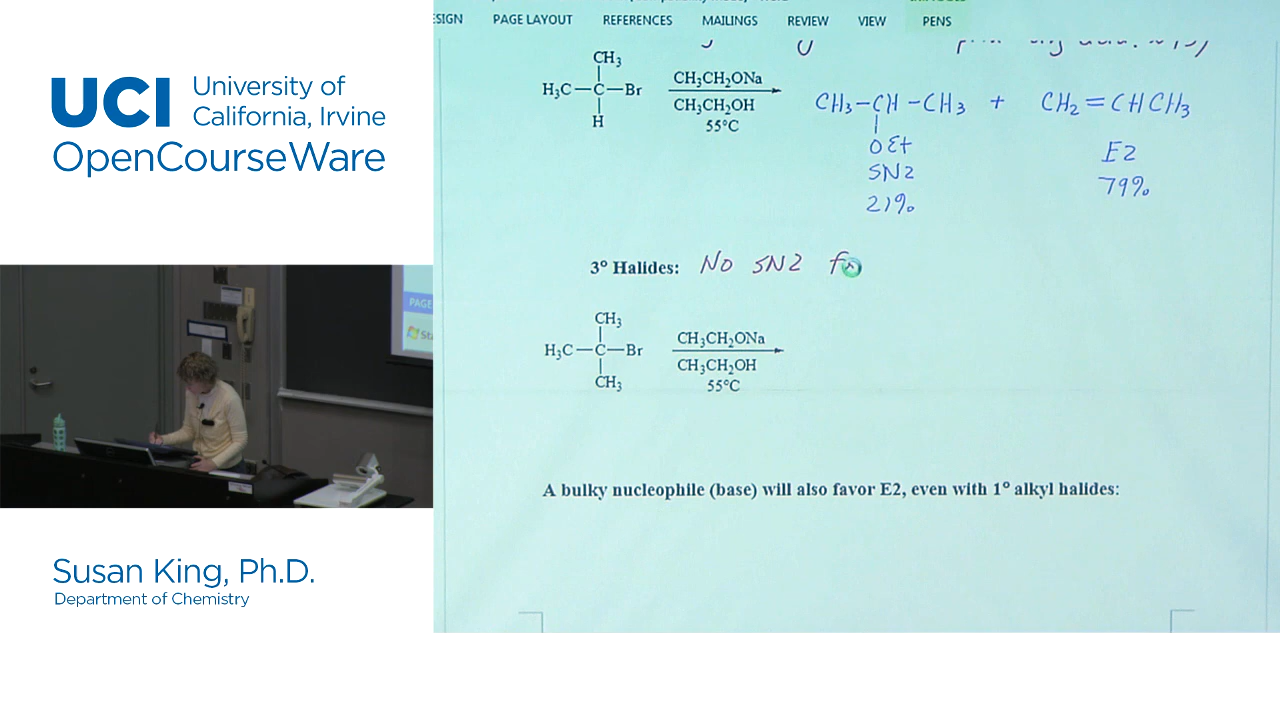 UCI University of
California, Irvine
OpenCourseWare
PAGE
Sta
Susan King, Ph.D.
Department of Chemistry
PAGE LAYOUT REFERENCES MAILINGS REVIEW VIEW PENS
CH₃
H₃C—C—Br CH₃CH₂ONa
H CH₃CH₂OH
55°C
CH₃—CH—CH₃ + CH₂=CHCH₃
OEt E2
SN2 79%
21%
3° Halides: No SN2 f
CH₃
H₃C—C—Br CH₃CH₂ONa
CH₃ CH₃CH₂OH
55°C
A bulky nucleophile (base) will also favor E2, even with 1° alkyl halides: